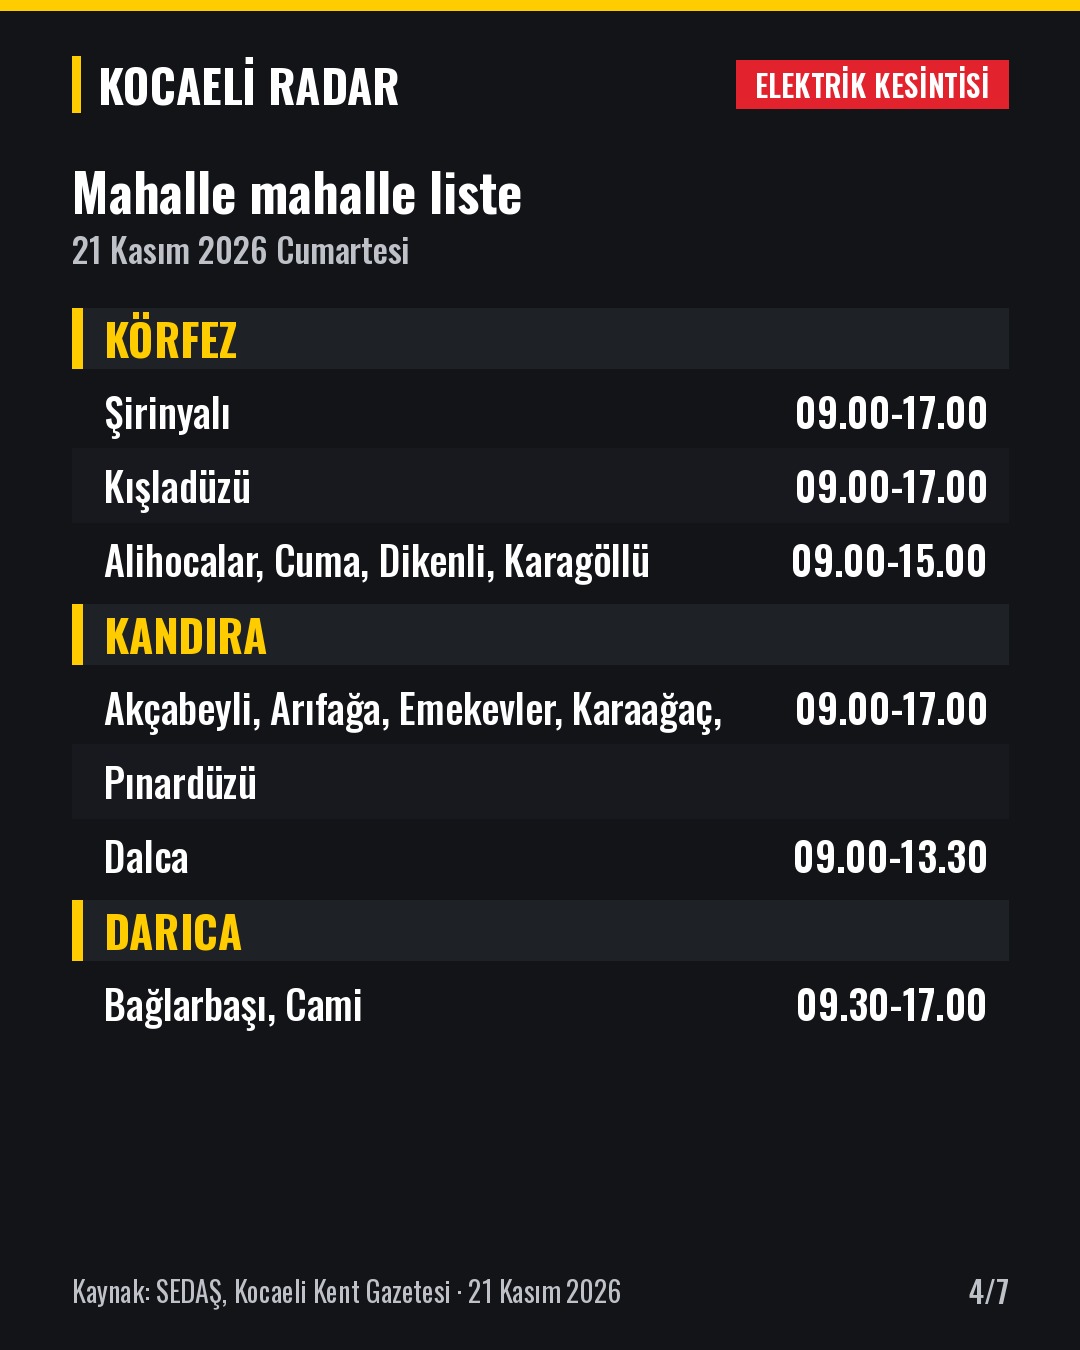 KOCAELİ RADAR
ELEKTRİK KESİNTİSİ
Mahalle mahalle liste
21 Kasım 2026 Cumartesi
KÖRFEZ
Şirinyalı 09.00-17.00
Kışladüzü 09.00-17.00
Alihocalar, Cuma, Dikenli, Karagöllü 09.00-15.00
KANDIRA
Akçabeyli, Arıfağa, Emekevler, Karaağaç, 09.00-17.00
Pınardüzü
Dalca 09.00-13.30
DARICA
Bağlarbaşı, Cami 09.30-17.00
Kaynak: SEDAŞ, Kocaeli Kent Gazetesi · 21 Kasım 2026
4/7